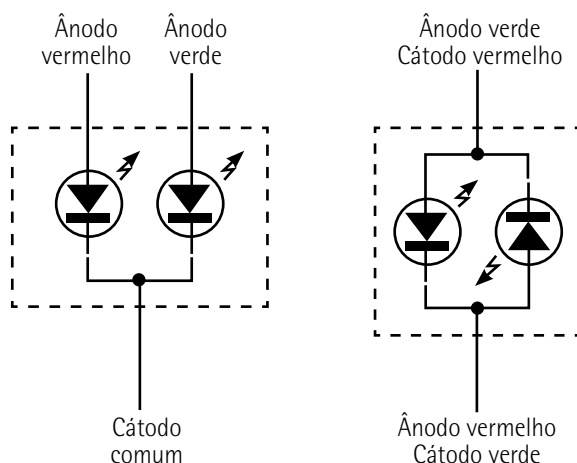 Ânodo
vermelho
Ânodo
verde
Cátodo
comum
Ânodo verde
Cátodo vermelho
Ânodo vermelho
Cátodo verde